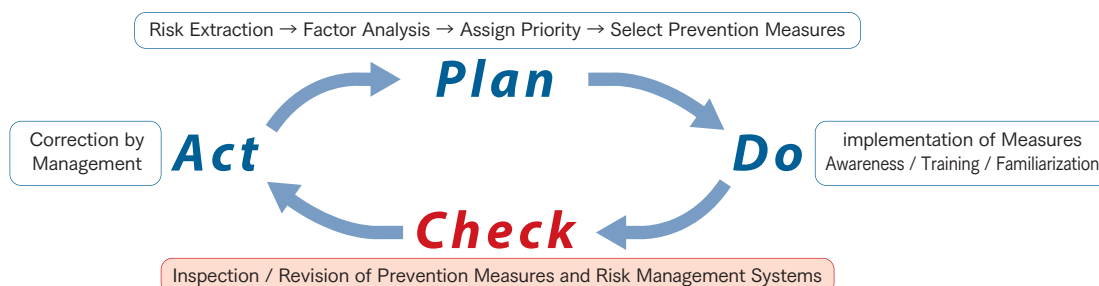 Risk Extraction → Factor Analysis → Assign Priority → Select Prevention Measures
Plan
Correction by
Management
Act
Do
implementation of Measures
Awareness / Training / Familiarization
Check
Inspection / Revision of Prevention Measures and Risk Management Systems